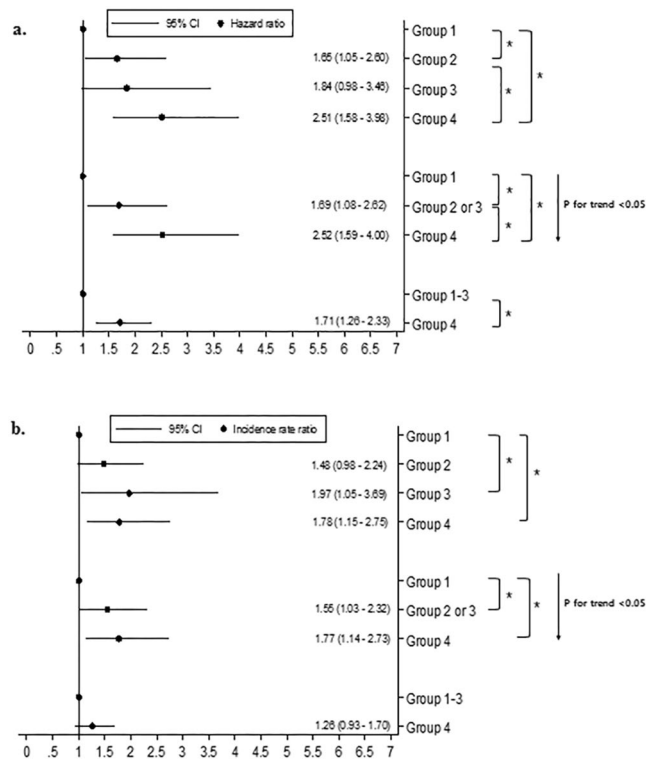 a.
95% CI Hazard ratio
Group 1
*
1.65 (1.05 - 2.60) Group 2
*
1.84 (0.98 - 3.46) Group 3
*
2.51 (1.58 - 3.98) Group 4
Group 1
*
P for trend <0.05
1.69 (1.08 - 2.62) Group 2 or 3
*
*
2.52 (1.59 - 4.00) Group 4
Group 1-3
*
1.71 (1.26 - 2.33) Group 4
0 .5 1 1.5 2 2.5 3 3.5 4 4.5 5 5.5 6 6.5 7
b.
95% CI Incidence rate ratio
Group 1
*
1.48 (0.98 - 2.24) Group 2
*
1.97 (1.05 - 3.69) Group 3
1.78 (1.15 - 2.75) Group 4
Group 1
*
P for trend <0.05
*
1.55 (1.03 - 2.32) Group 2 or 3
1.77 (1.14 - 2.73) Group 4
Group 1-3
1.26 (0.93 - 1.70) Group 4
0 .5 1 1.5 2 2.5 3 3.5 4 4.5 5 5.5 6 6.5 7